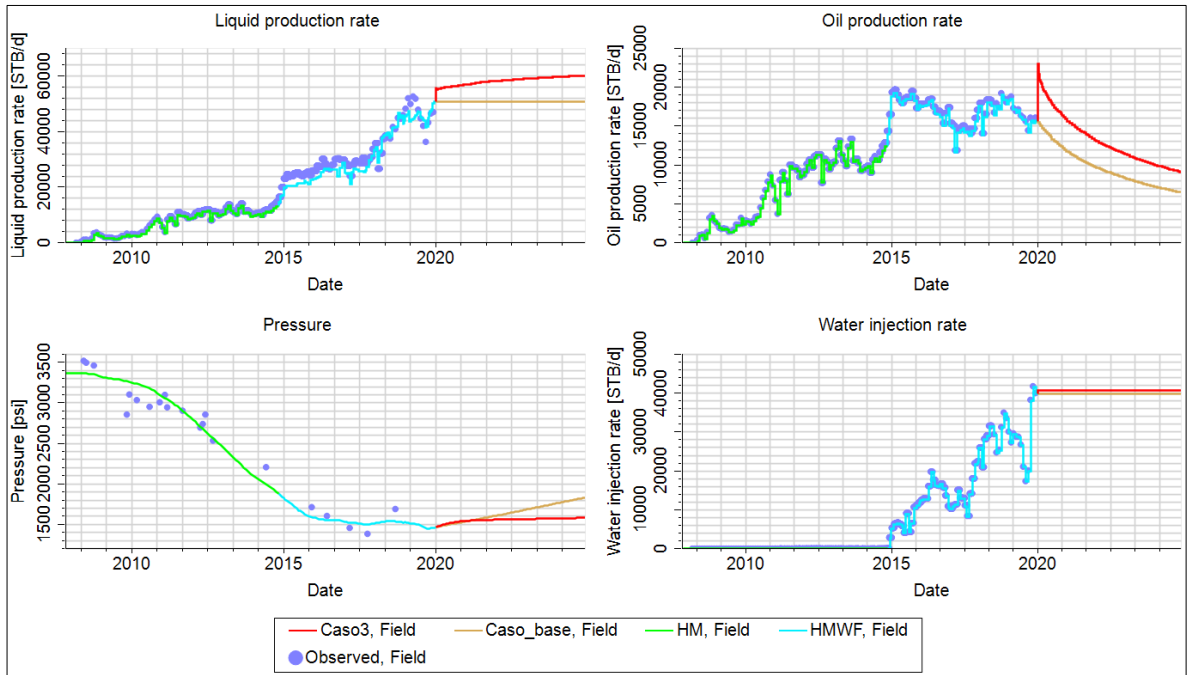 Liquid production rate
Liquid production rate [STB/d]
60000
40000
20000
0
2010
2015
2020
Date
Oil production rate
Oil production rate [STB/d]
25000
20000
15000
10000
5000
0
2010
2015
2020
Date
Pressure
Pressure [psi]
3500
3000
2500
2000
1500
2010
2015
2020
Date
Water injection rate
Water injection rate [STB/d]
50000
40000
30000
20000
10000
0
2010
2015
2020
Date
Caso3, Field
Caso_base, Field
HM, Field
HMWF, Field
Observed, Field